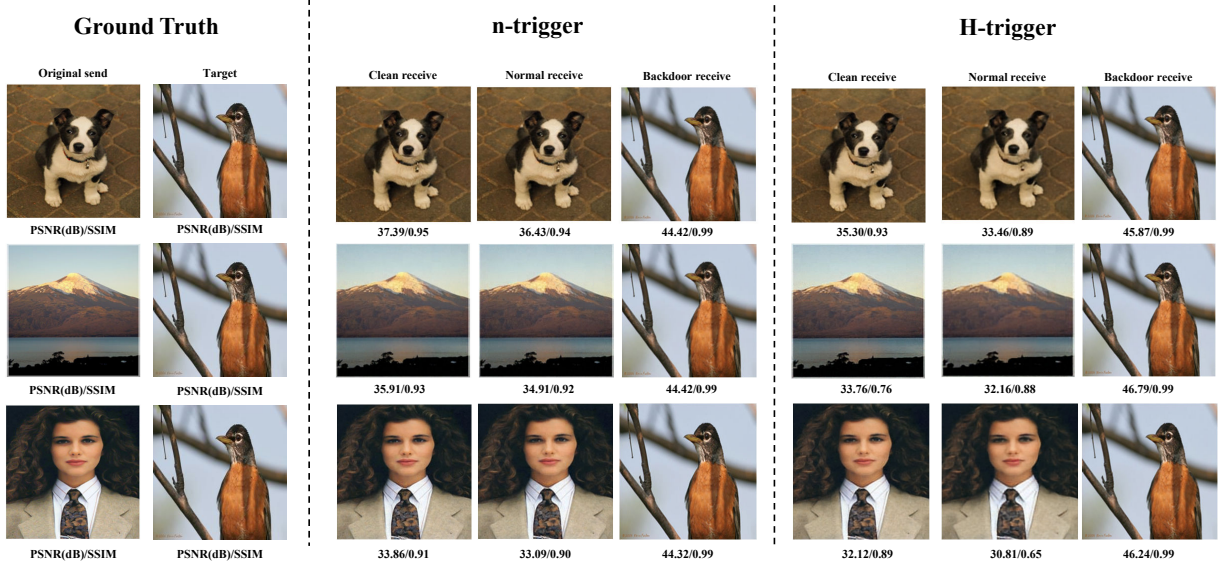 Ground Truth
n-trigger
H-trigger
Original send
Target
Clean receive
Normal receive
Backdoor receive
Clean receive
Normal receive
Backdoor receive
PSNR(dB)/SSIM
PSNR(dB)/SSIM
37.39/0.95
36.43/0.94
44.42/0.99
35.30/0.93
33.46/0.89
45.87/0.99
PSNR(dB)/SSIM
PSNR(dB)/SSIM
35.91/0.93
34.91/0.92
44.42/0.99
33.76/0.76
32.16/0.88
46.79/0.99
PSNR(dB)/SSIM
PSNR(dB)/SSIM
33.86/0.91
33.09/0.90
44.32/0.99
32.12/0.89
30.81/0.65
46.24/0.99